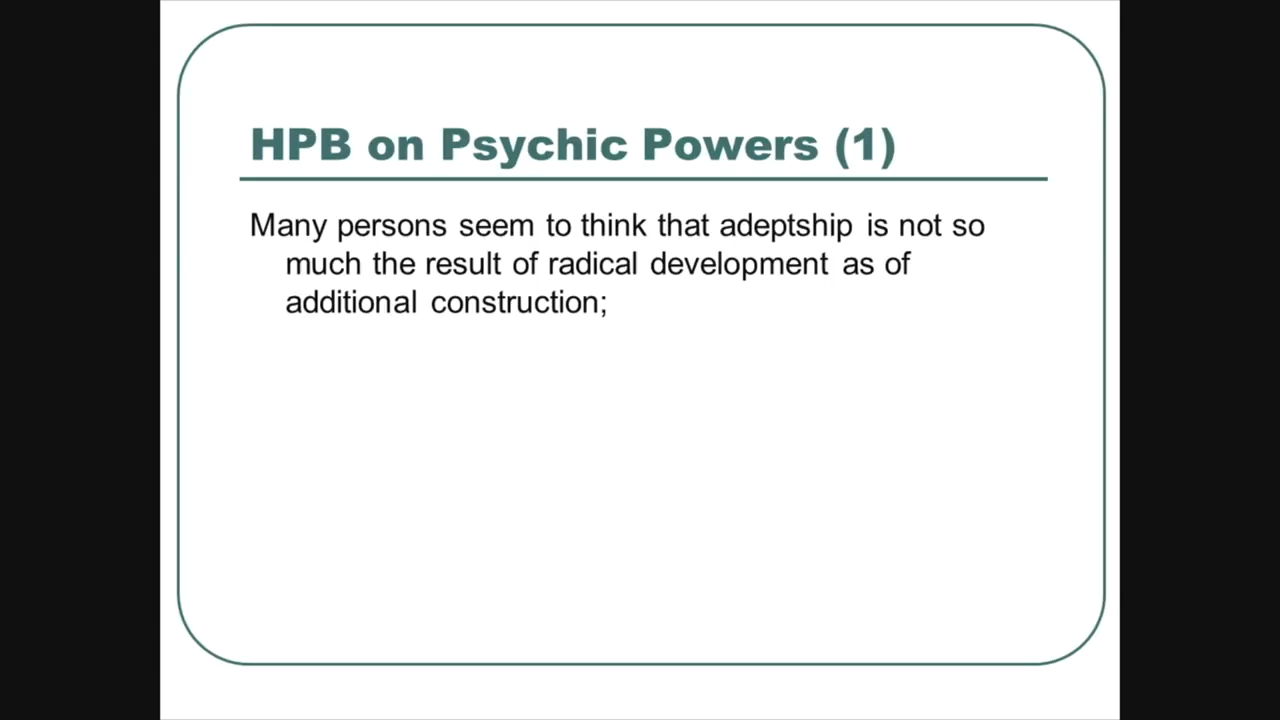 HPB on Psychic Powers (1)
Many persons seem to think that adeptship is not so
much the result of radical development as of
additional construction;